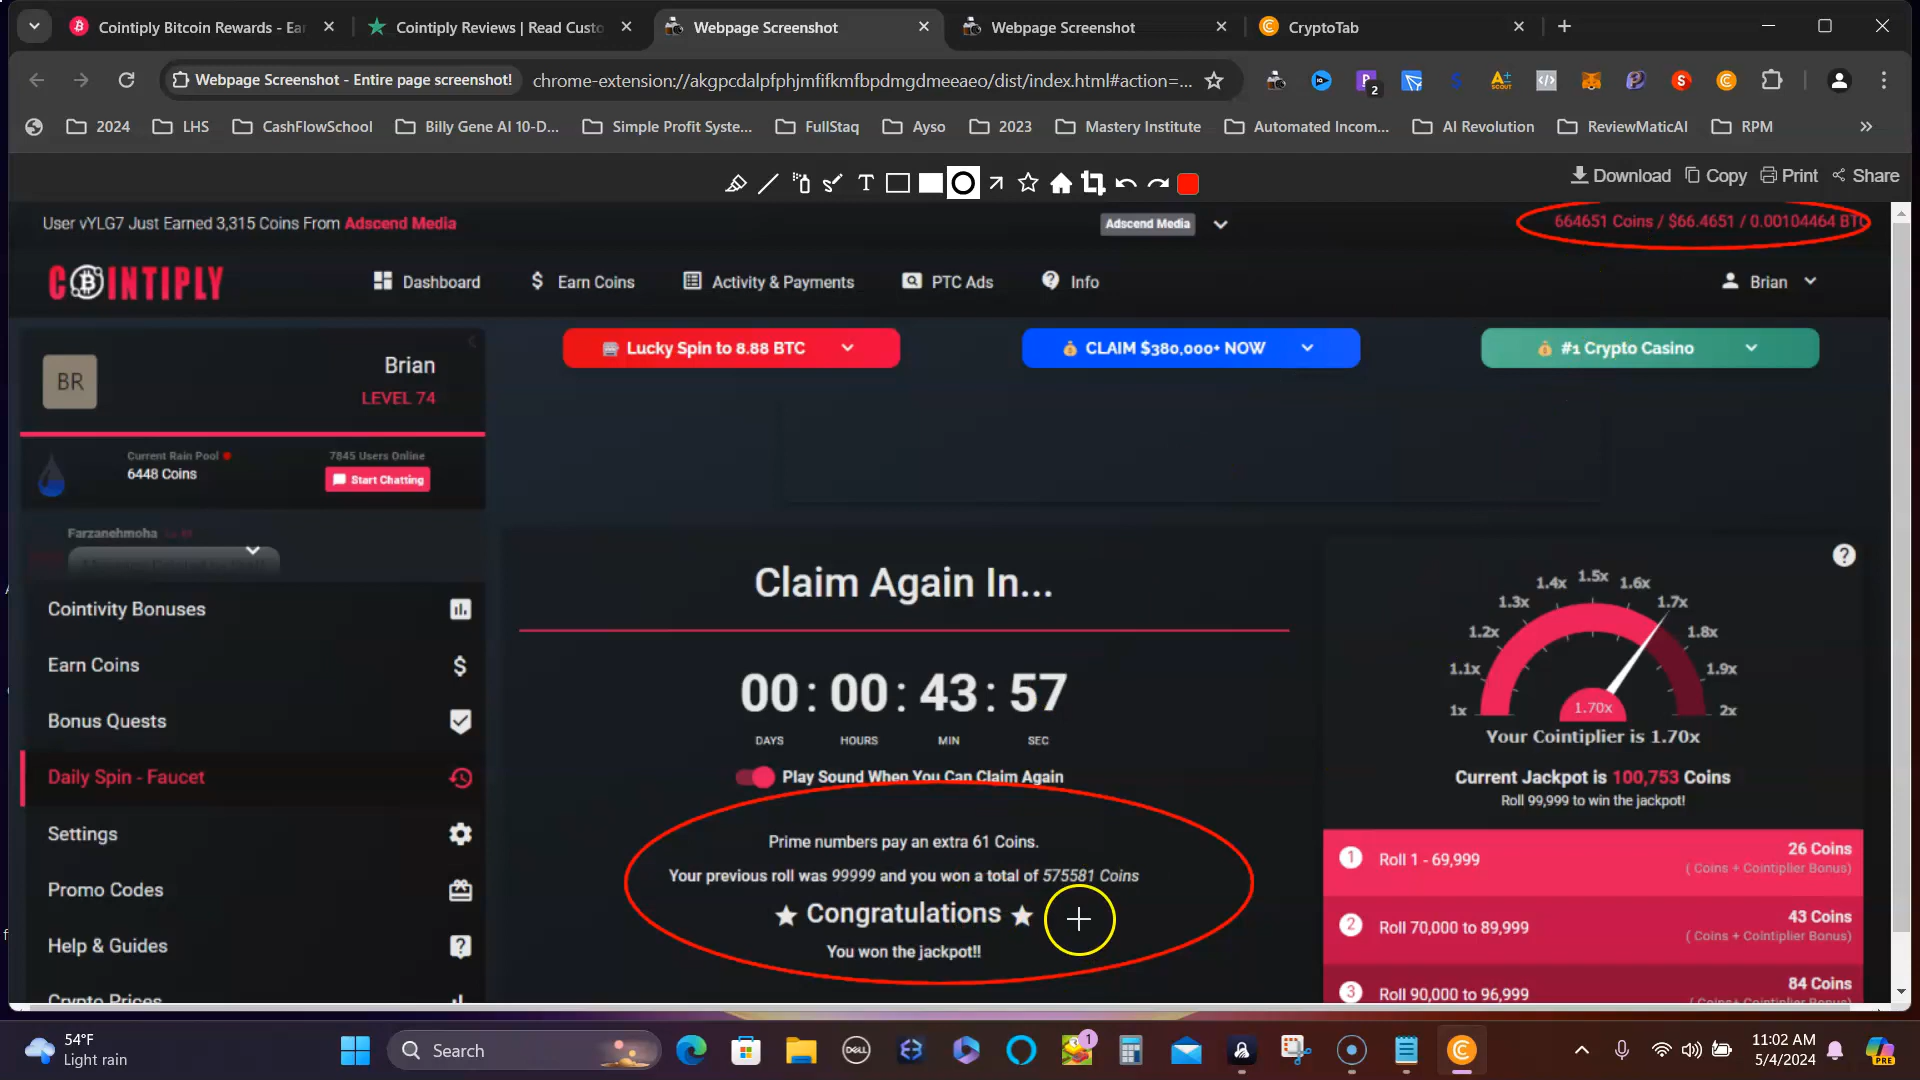 Cointiply Bitcoin Rewards - Ear
Cointiply Reviews | Read Custo
Webpage Screenshot
Webpage Screenshot
CryptoTab
Webpage Screenshot - Entire page screenshot!
chrome-extension://akgpcdalpfphjmfifkmfbpdmgdmeeaeo/dist/index.html#action=...
2024
LHS
CashFlowSchool
Billy Gene AI 10-D...
Simple Profit Syste...
FullStaq
Ayso
2023
Mastery Institute
Automated Incom...
AI Revolution
ReviewMaticAI
RPM
Download
Copy
Print
Share
User vYLG7 Just Earned 3,315 Coins From Adscend Media
Adscend Media
664651 Coins / $66.4651 / 0.00104464 BTC
COINTIPLY
Dashboard
Earn Coins
Activity & Payments
PTC Ads
Info
Brian
Lucky Spin to 8.88 BTC
CLAIM $380,000+ NOW
#1 Crypto Casino
BR
Brian
LEVEL 74
Current Rain Pool
6448 Coins
7845 Users Online
Start Chatting
Farzanehmoha
Cointivity Bonuses
Earn Coins
Bonus Quests
Daily Spin - Faucet
Settings
Promo Codes
Help & Guides
Crypto Prices
Claim Again In...
00 : 00 : 43 : 57
DAYS HOURS MIN SEC
Play Sound When You Can Claim Again
Prime numbers pay an extra 61 Coins.
Your previous roll was 99999 and you won a total of 575581 Coins
Congratulations
You won the jackpot!!
1x
1.1x
1.2x
1.3x
1.4x
1.5x
1.6x
1.7x
1.8x
1.9x
2x
1.70x
Your Cointiplier is 1.70x
Current Jackpot is 100,753 Coins
Roll 99,999 to win the jackpot!
1 Roll 1 - 69,999 26 Coins
( Coins + Cointiplier Bonus)
2 Roll 70,000 to 89,999 43 Coins
( Coins + Cointiplier Bonus)
3 Roll 90,000 to 96,999 84 Coins
( Coins+ Cointiplier Bonus)
54°F
Light rain
Search
11:02 AM
5/4/2024